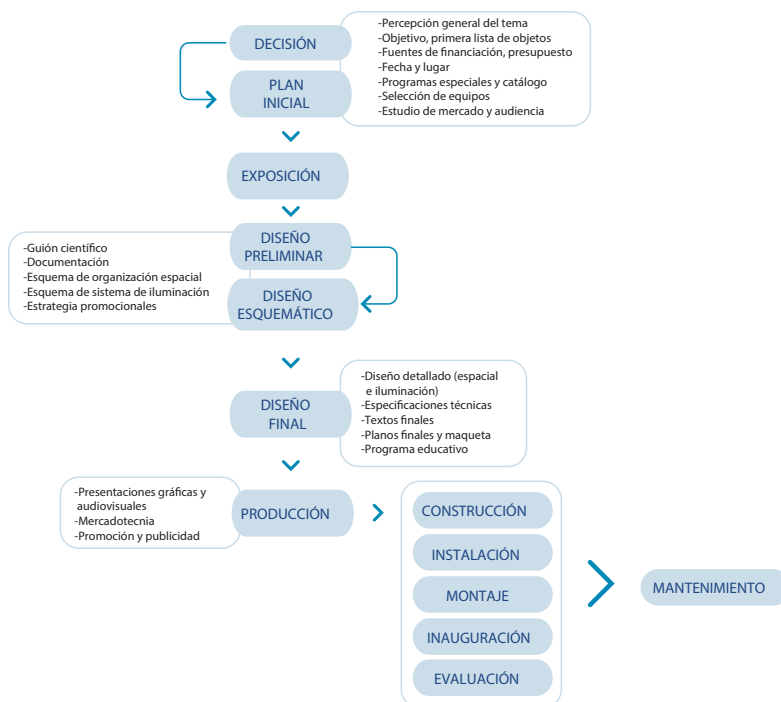 DECISIÓN
PLAN
INICIAL
-Percepción general del tema
-Objetivo, primera lista de objetos
-Fuentes de financiación, presupuesto
-Fecha y lugar
-Programas especiales y catálogo
-Selección de equipos
-Estudio de mercado y audiencia
EXPOSICIÓN
DISEÑO
PRELIMINAR
-Guión científico
-Documentación
-Esquema de organización espacial
-Esquema de sistema de iluminación
-Estrategia promocionales
DISEÑO
ESQUEMÁTICO
DISEÑO
FINAL
-Diseño detallado (espacial
e iluminación)
-Especificaciones técnicas
-Textos finales
-Planos finales y maqueta
-Programa educativo
-Presentaciones gráficas y
audiovisuales
-Mercadotecnia
-Promoción y publicidad
PRODUCCIÓN
CONSTRUCCIÓN
INSTALACIÓN
MONTAJE
INAUGURACIÓN
EVALUACIÓN
MANTENIMIENTO